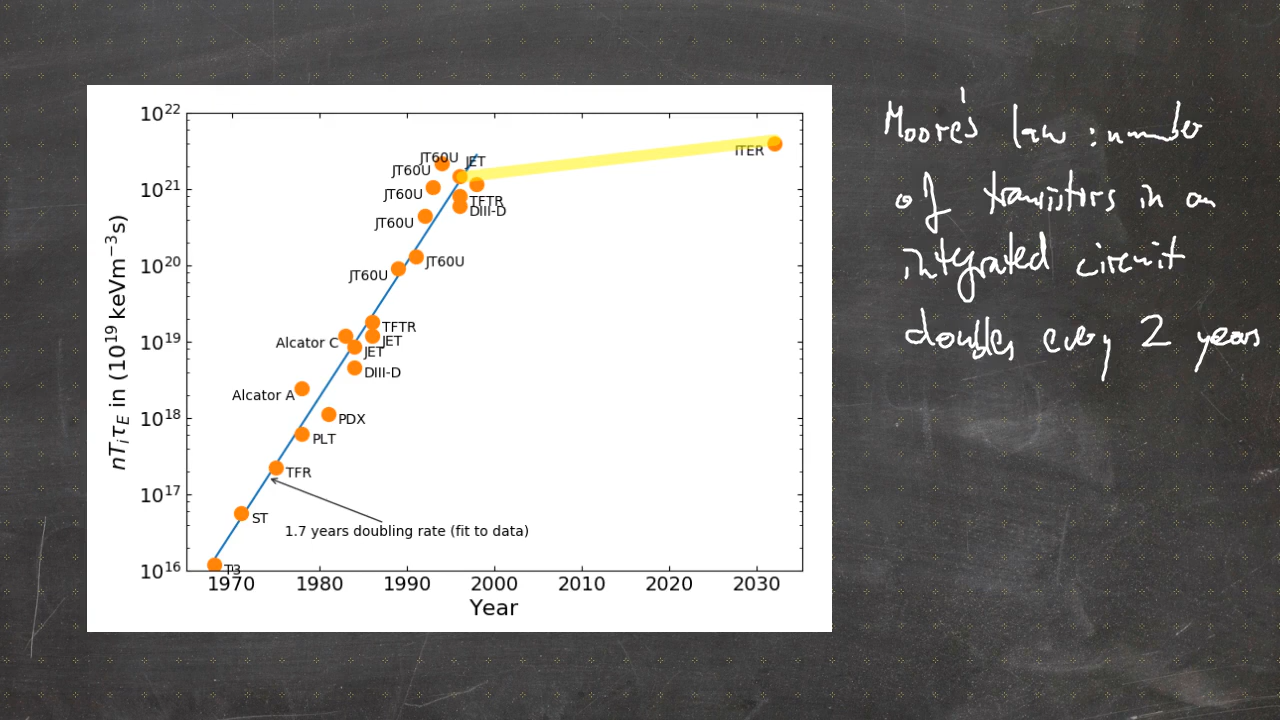 10^22
JT60U
JET
JT60U
ITER
10^21
JT60U
TFTR
DIII-D
JT60U
10^20
JT60U
JT60U
10^19
TFTR
Alcator C
JET
JET
DIII-D
Alcator A
10^18
PDX
PLT
TFR
10^17
ST
1.7 years doubling rate (fit to data)
10^16
T3
1970 1980 1990 2000 2010 2020 2030
Year
nT_iτ_E in (10^19 keVm^−3s)
Moore's law : number
of transistors in an
integrated circuit
doubles every 2 years